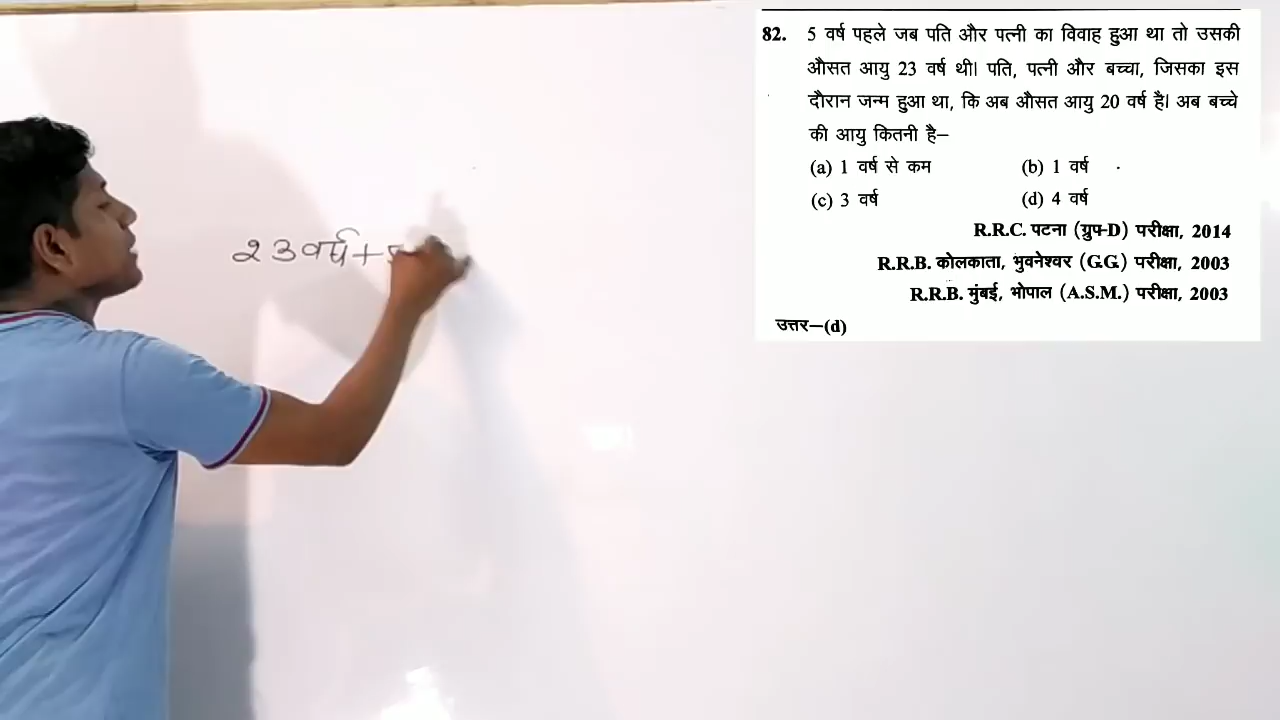 82. 5 वर्ष पहले जब पति और पत्नी का विवाह हुआ था तो उसकी
औसत आयु 23 वर्ष थी। पति, पत्नी और बच्चा, जिसका इस
दौरान जन्म हुआ था, कि अब औसत आयु 20 वर्ष है। अब बच्चे
की आयु कितनी है–
(a) 1 वर्ष से कम (b) 1 वर्ष
(c) 3 वर्ष (d) 4 वर्ष
R.R.C. पटना (ग्रुप-D) परीक्षा, 2014
R.R.B. कोलकाता, भुवनेश्वर (G.G.) परीक्षा, 2003
R.R.B. मुंबई, भोपाल (A.S.M.) परीक्षा, 2003
उत्तर–(d)
23 वर्ष + 5